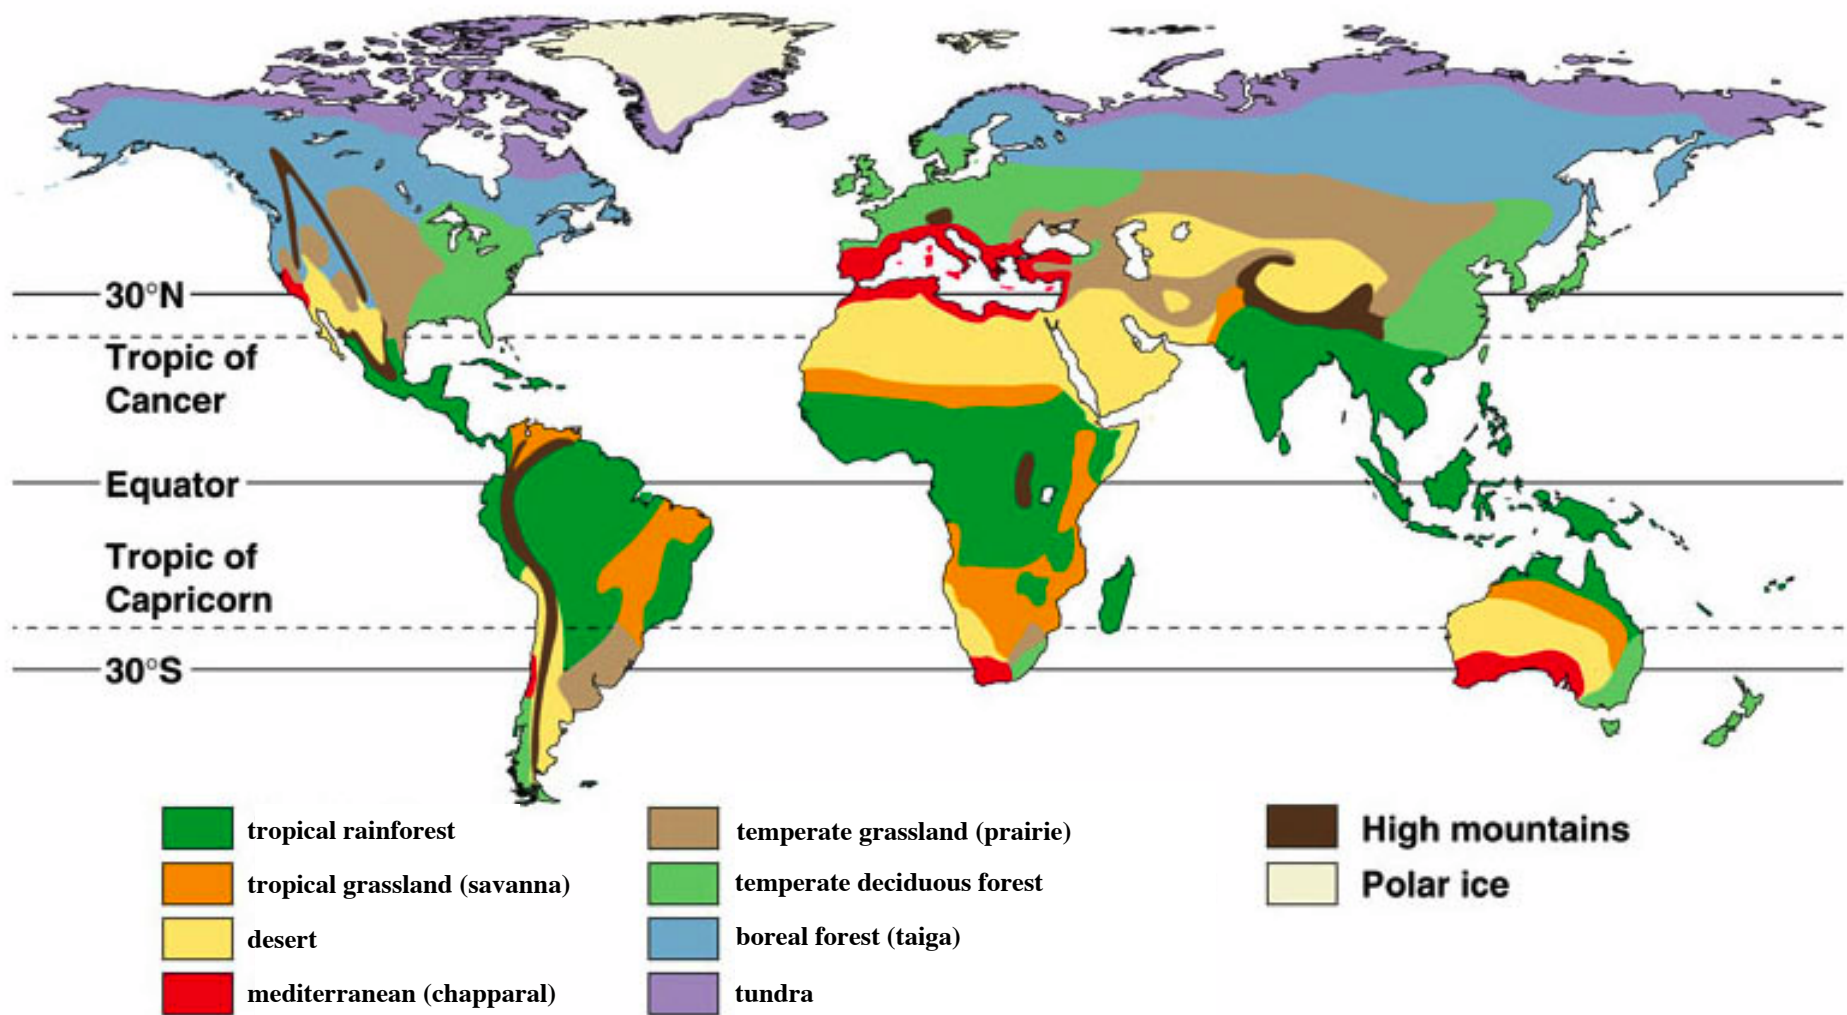 30°N
Tropic of
Cancer
Equator
Tropic of
Capricorn
30°S
tropical rainforest
tropical grassland (savanna)
desert
mediterranean (chapparal)
temperate grassland (prairie)
temperate deciduous forest
boreal forest (taiga)
tundra
High mountains
Polar ice